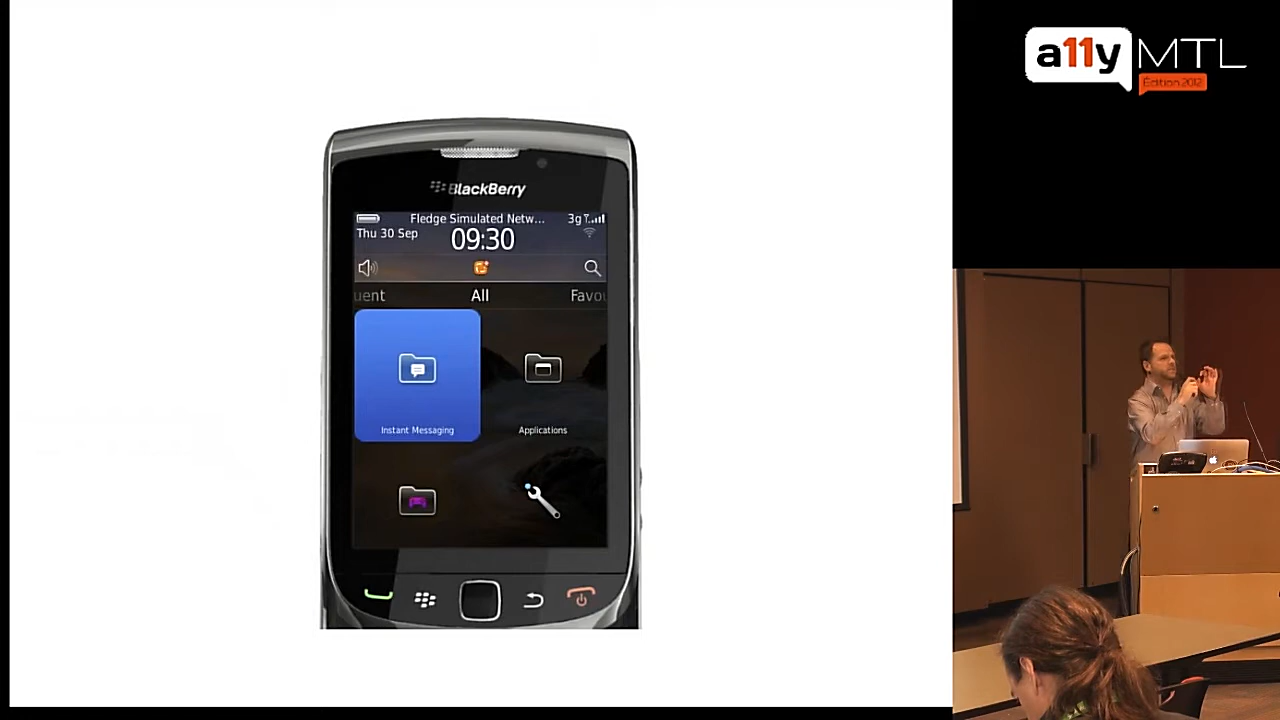 a11y MTL
Édition 2012
BlackBerry
Fledge Simulated Netw...
3g
Thu 30 Sep
09:30
uent
All
Favou
Instant Messaging
Applications